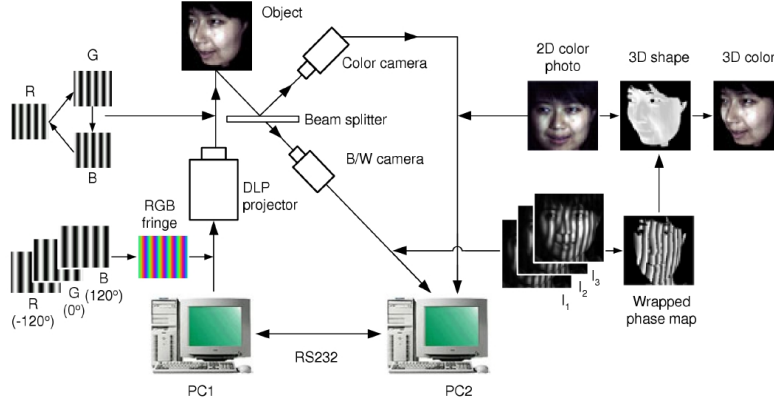 Object
G
R
B
Color camera
Beam splitter
B/W camera
DLP
projector
RGB
fringe
R
(-120°)
G
(0°)
B
(120°)
PC1
RS232
PC2
2D color
photo
3D shape
3D color
I1
I2
I3
Wrapped
phase map